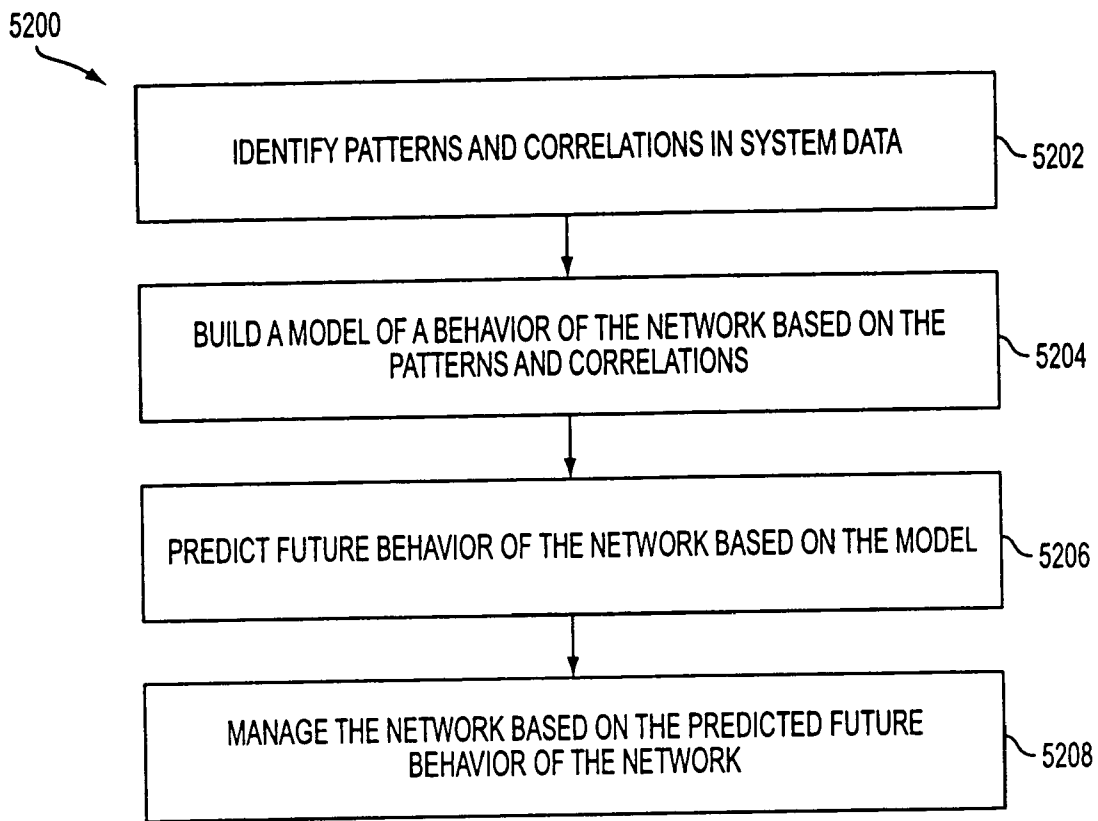 5200
IDENTIFY PATTERNS AND CORRELATIONS IN SYSTEM DATA
5202
BUILD A MODEL OF A BEHAVIOR OF THE NETWORK BASED ON THE
PATTERNS AND CORRELATIONS
5204
PREDICT FUTURE BEHAVIOR OF THE NETWORK BASED ON THE MODEL
5206
MANAGE THE NETWORK BASED ON THE PREDICTED FUTURE
BEHAVIOR OF THE NETWORK
5208